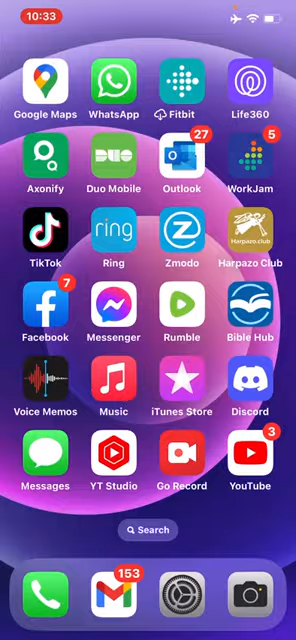 10:33
Google Maps WhatsApp Fitbit Life360
27 5
Axonify Duo Mobile Outlook WorkJam
ring Harpazo.club
TikTok Ring Zmodo Harpazo Club
7
Facebook Messenger Rumble Bible Hub
Voice Memos Music iTunes Store Discord
3
Messages YT Studio Go Record YouTube
Search
153